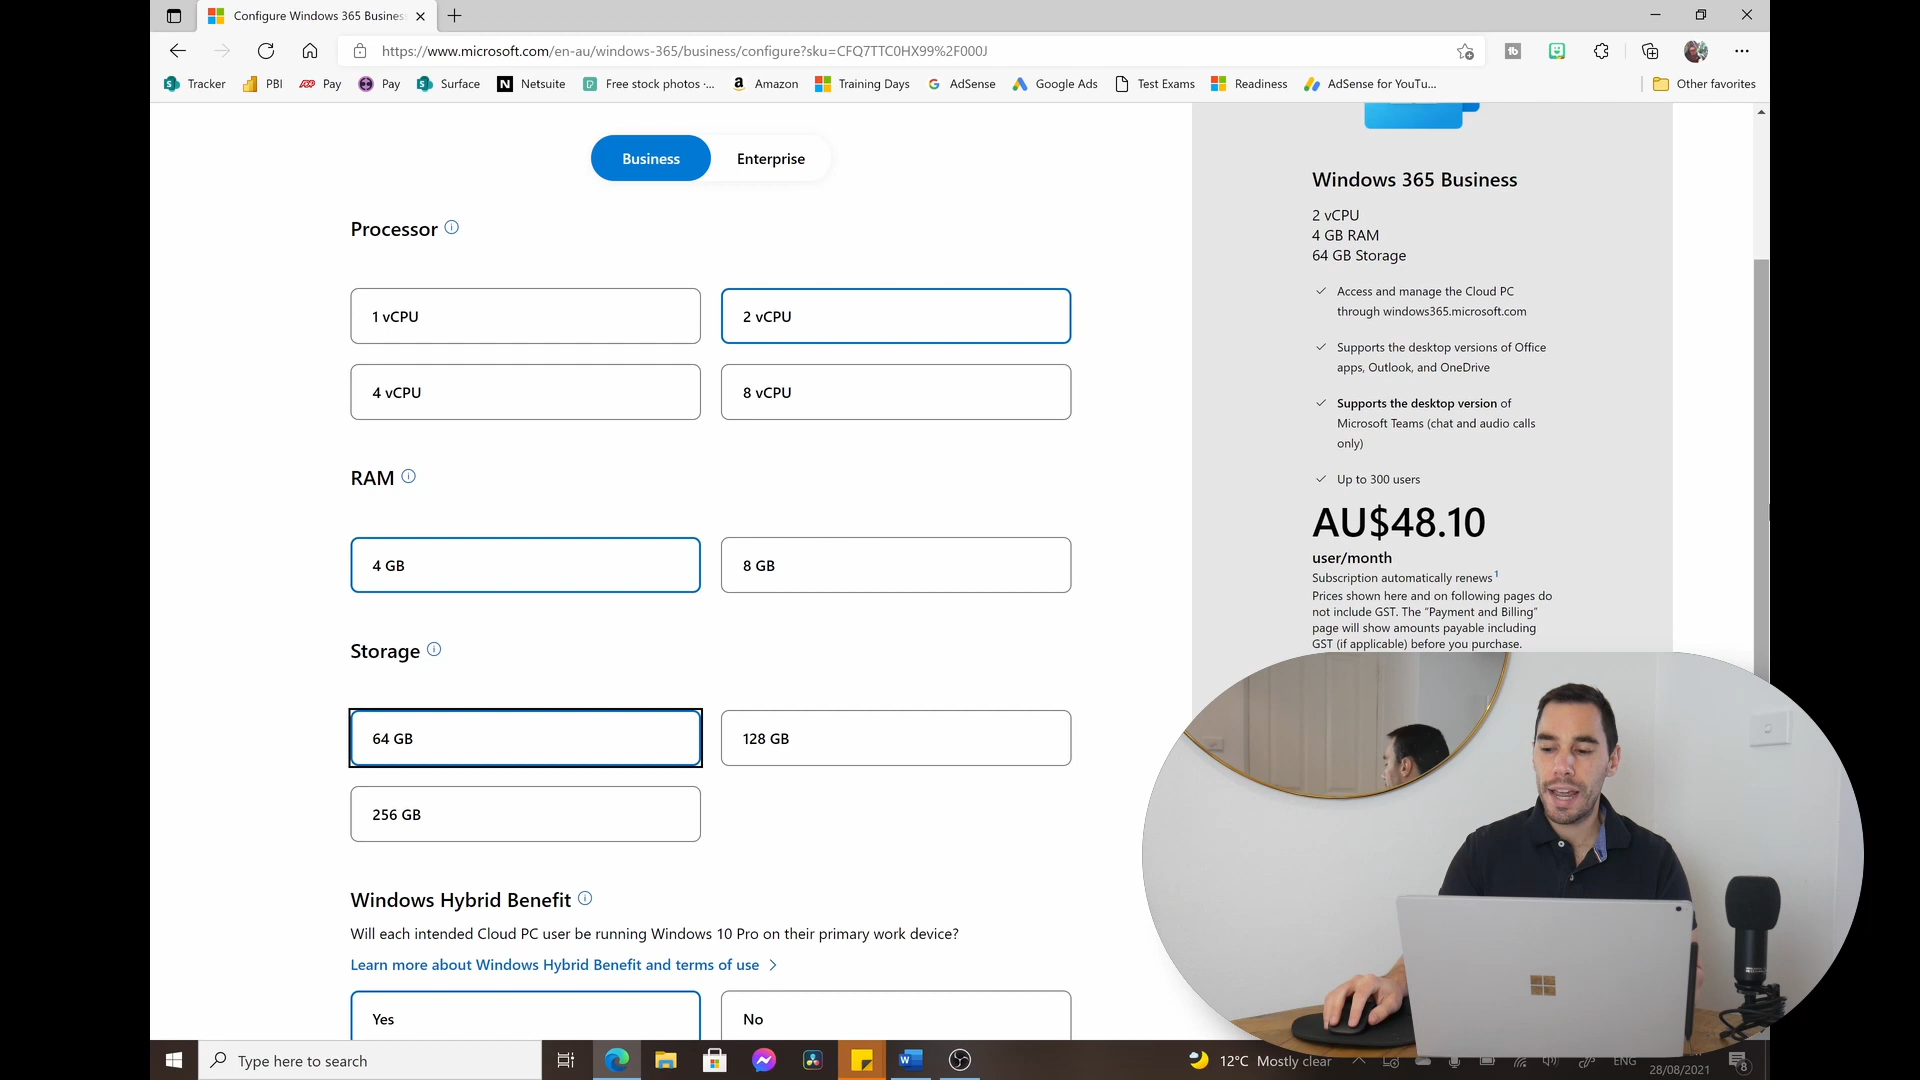 Configure Windows 365 Busines
https://www.microsoft.com/en-au/windows-365/business/configure?sku=CFQ7TTC0HX99%2F000J
Tracker PBI Pay Pay Surface Netsuite Free stock photos ·... Amazon Training Days AdSense Google Ads Test Exams Readiness AdSense for YouTu... Other favorites
Business Enterprise
Processor
1 vCPU
2 vCPU
4 vCPU
8 vCPU
RAM
4 GB
8 GB
Storage
64 GB
128 GB
256 GB
Windows Hybrid Benefit
Will each intended Cloud PC user be running Windows 10 Pro on their primary work device?
Learn more about Windows Hybrid Benefit and terms of use
Yes
No
Windows 365 Business
2 vCPU
4 GB RAM
64 GB Storage
Access and manage the Cloud PC
through windows365.microsoft.com
Supports the desktop versions of Office
apps, Outlook, and OneDrive
Supports the desktop version of
Microsoft Teams (chat and audio calls
only)
Up to 300 users
AU$48.10
user/month
Subscription automatically renews 1
Prices shown here and on following pages do
not include GST. The "Payment and Billing"
page will show amounts payable including
GST (if applicable) before you purchase.
Type here to search
12°C Mostly clear
ENG
28/08/2021
8